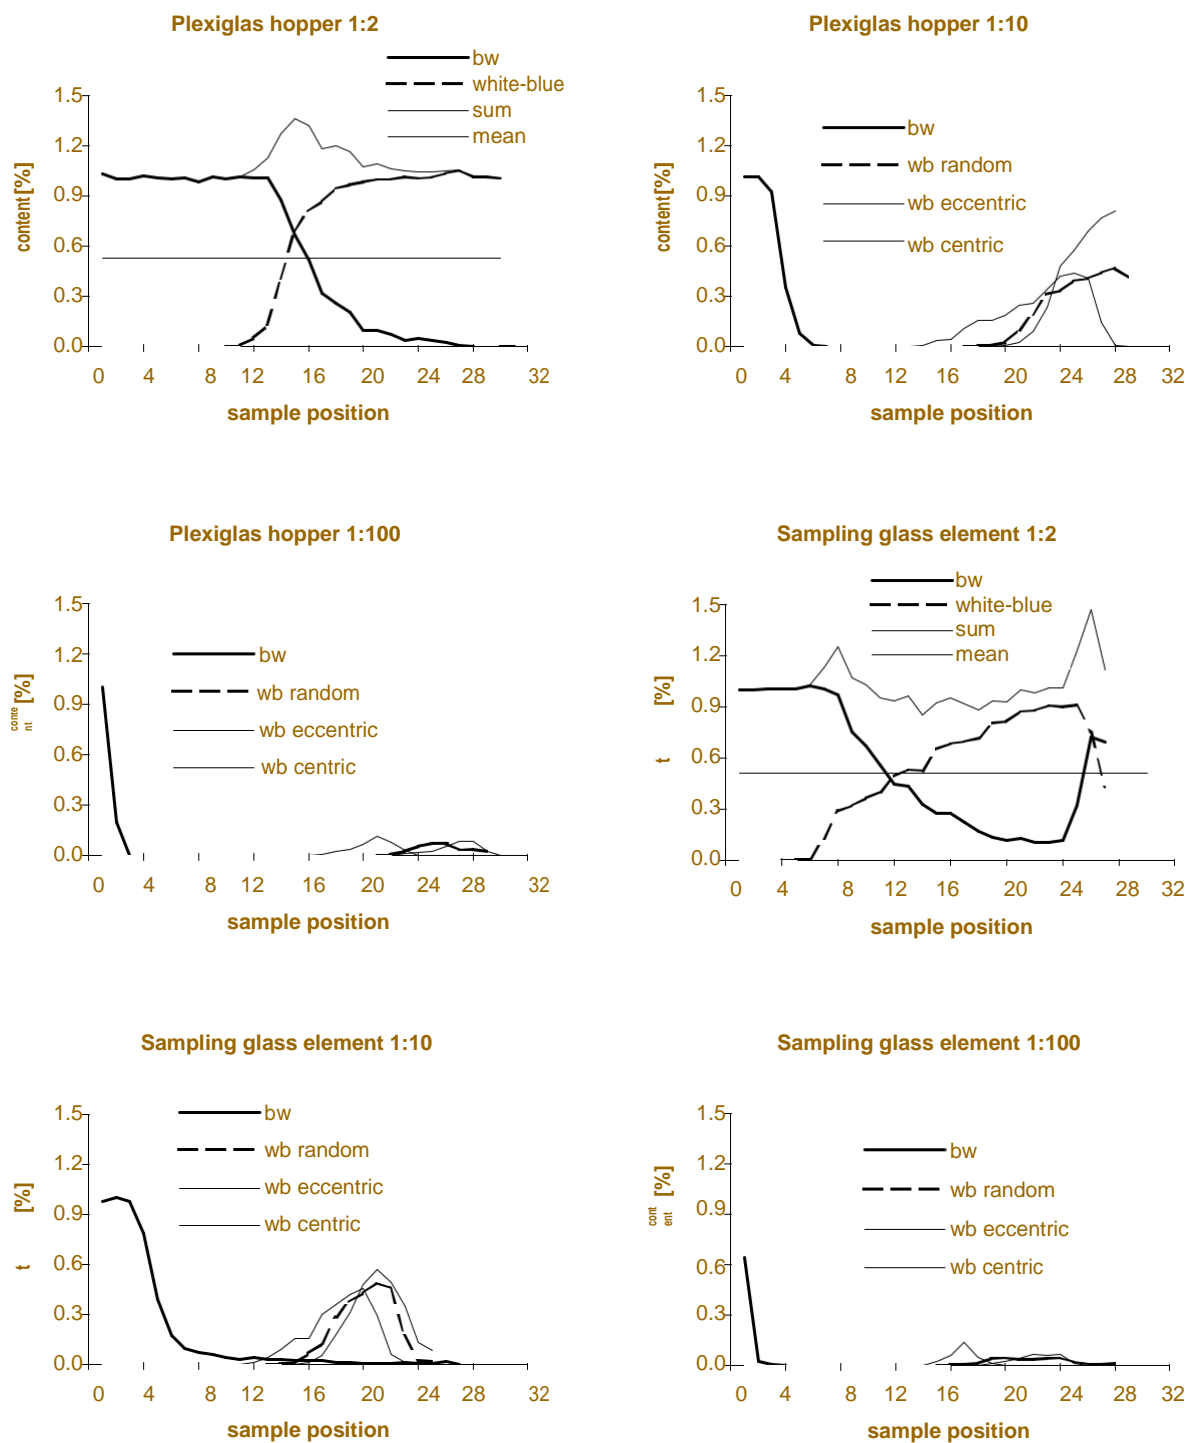 Plexiglas hopper 1:2
bw
white-blue
sum
mean
1.5
1.2
0.9
0.6
0.3
0.0
content [%]
0 4 8 12 16 20 24 28 32
sample position
Plexiglas hopper 1:10
bw
wb random
wb eccentric
wb centric
1.5
1.2
0.9
0.6
0.3
0.0
content [%]
0 4 8 12 16 20 24 28 32
sample position
Plexiglas hopper 1:100
bw
wb random
wb eccentric
wb centric
1.5
1.2
0.9
0.6
0.3
0.0
conte
nt
[%]
0 4 8 12 16 20 24 28 32
sample position
Sampling glass element 1:2
bw
white-blue
sum
mean
1.5
1.2
0.9
0.6
0.3
0.0
t [%]
0 4 8 12 16 20 24 28 32
sample position
Sampling glass element 1:10
bw
wb random
wb eccentric
wb centric
1.5
1.2
0.9
0.6
0.3
0.0
t [%]
0 4 8 12 16 20 24 28 32
sample position
Sampling glass element 1:100
bw
wb random
wb eccentric
wb centric
1.5
1.2
0.9
0.6
0.3
0.0
cont
ent
[%]
0 4 8 12 16 20 24 28 32
sample position